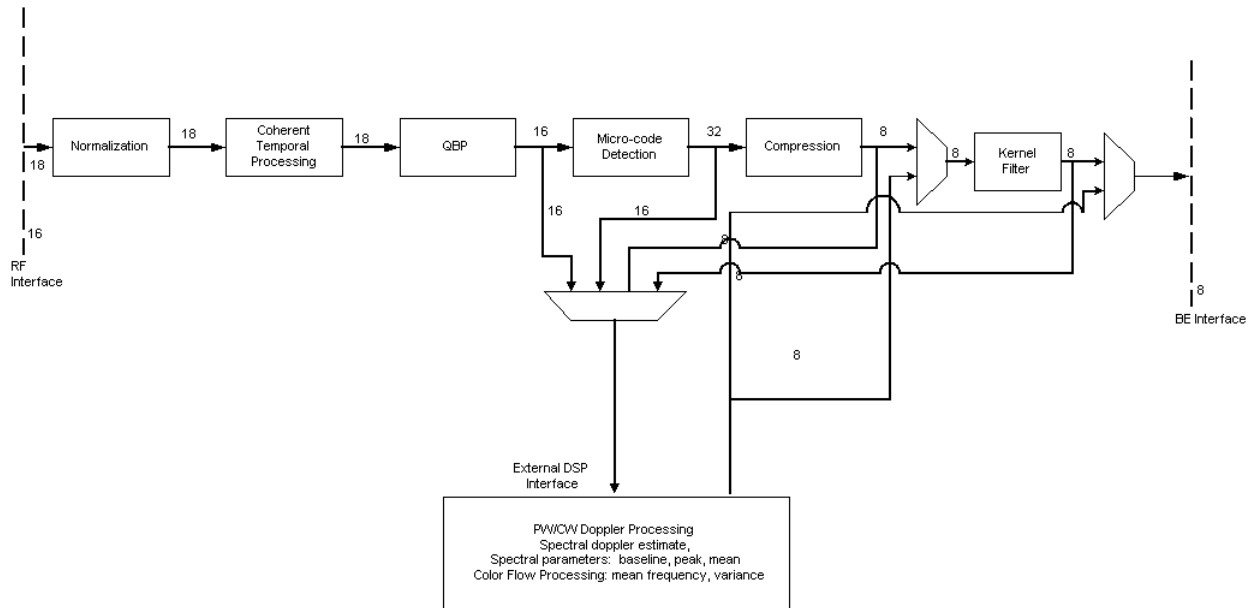 18
Normalization
18
Coherent
Temporal
Processing
18
QBP
16
Micro-code
Detection
32
Compression
8
8
Kernel
Filter
8
16
RF
Interface
16
16
8
8
8
8
BE Interface
External DSP
Interface
PW/CW Doppler Processing
Spectral doppler estimate,
Spectral parameters: baseline, peak, mean
Color Flow Processing: mean frequency, variance